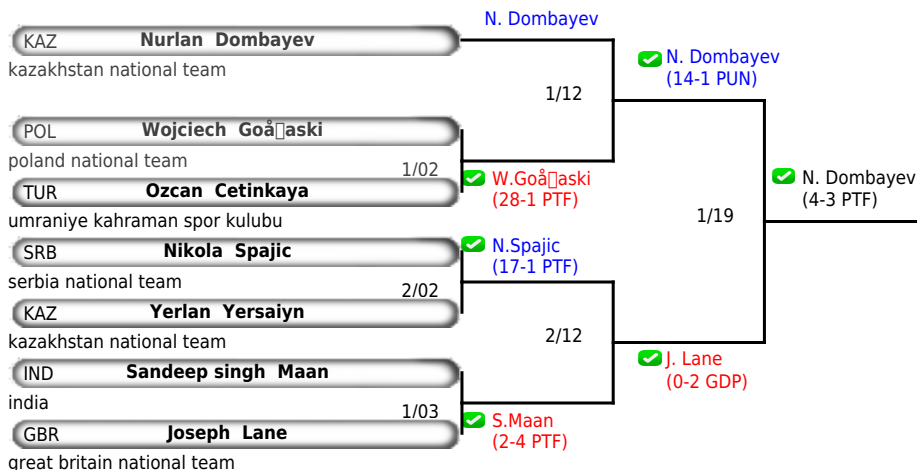 N. Dombayev
KAZ Nurlan Dombayev
kazakhstan national team
N. Dombayev
(14-1 PUN)
1/12
POL Wojciech Goå▯aski
poland national team
1/02
TUR Ozcan Cetinkaya
umraniye kahraman spor kulubu
W.Goå▯aski
(28-1 PTF)
N. Dombayev
(4-3 PTF)
1/19
SRB Nikola Spajic
serbia national team
N.Spajic
(17-1 PTF)
2/02
KAZ Yerlan Yersaiyn
kazakhstan national team
2/12
IND Sandeep singh Maan
india
J. Lane
(0-2 GDP)
1/03
GBR Joseph Lane
great britain national team
S.Maan
(2-4 PTF)